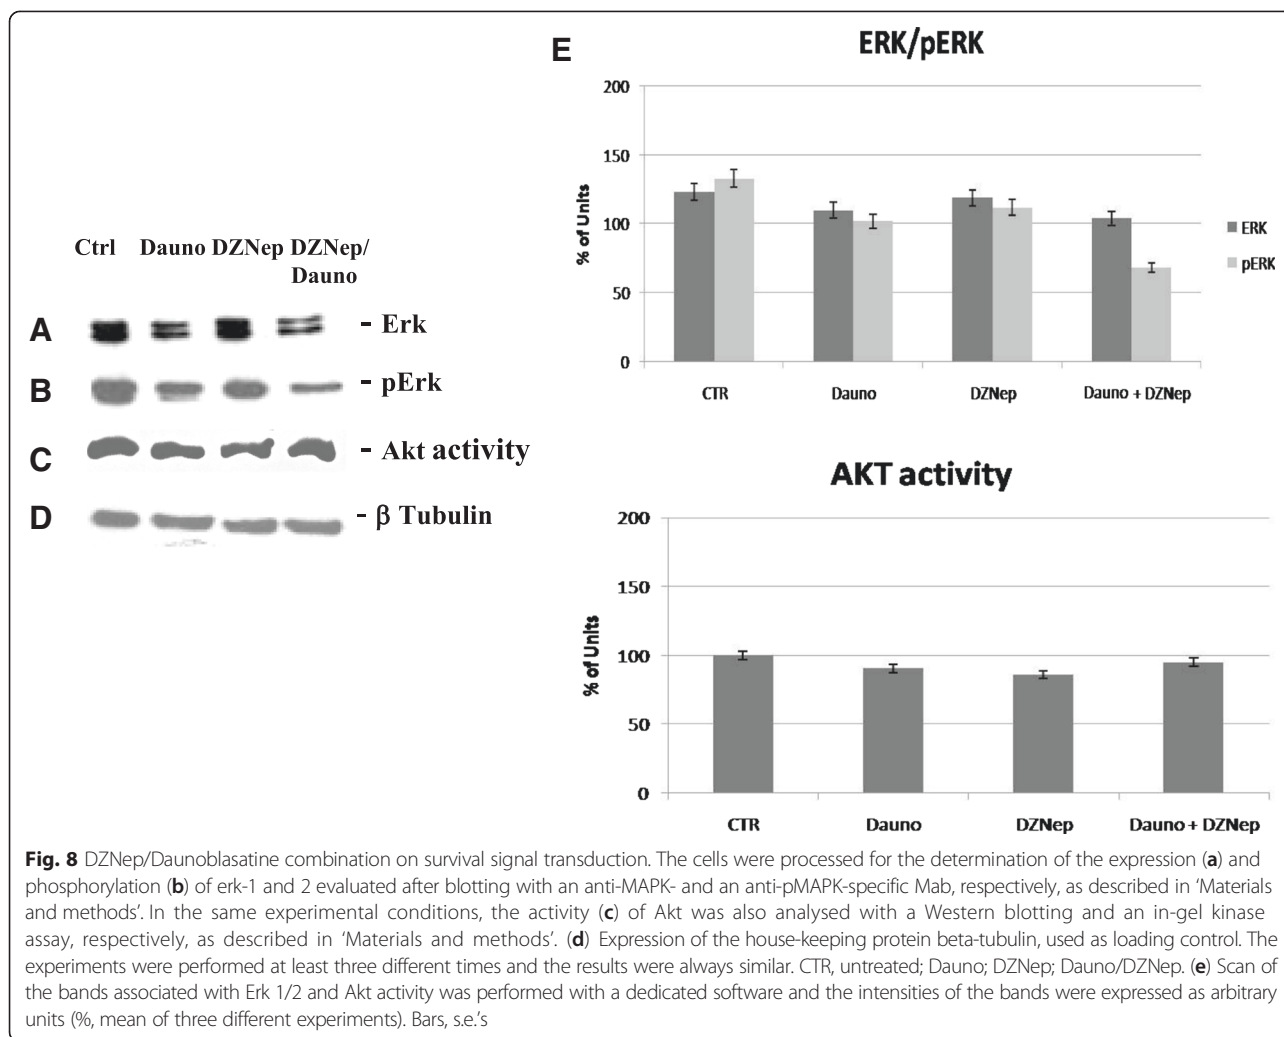 Ctrl Dauno DZNep DZNep/
Dauno
A - Erk
B - pErk
C - Akt activity
D - β Tubulin
E
ERK/pERK
% of Units
200
150
100
50
0
CTR Dauno DZNep Dauno + DZNep
ERK
pERK
AKT activity
% of Units
200
150
100
50
0
CTR Dauno DZNep Dauno + DZNep
Fig. 8 DZNep/Daunoblasatine combination on survival signal transduction. The cells were processed for the determination of the expression (a) and
phosphorylation (b) of erk-1 and 2 evaluated after blotting with an anti-MAPK- and an anti-pMAPK-specific Mab, respectively, as described in ‘Materials
and methods’. In the same experimental conditions, the activity (c) of Akt was also analysed with a Western blotting and an in-gel kinase
assay, respectively, as described in ‘Materials and methods’. (d) Expression of the house-keeping protein beta-tubulin, used as loading control. The
experiments were performed at least three different times and the results were always similar. CTR, untreated; Dauno; DZNep; Dauno/DZNep. (e) Scan of
the bands associated with Erk 1/2 and Akt activity was performed with a dedicated software and the intensities of the bands were expressed as arbitrary
units (%, mean of three different experiments). Bars, s.e.’s